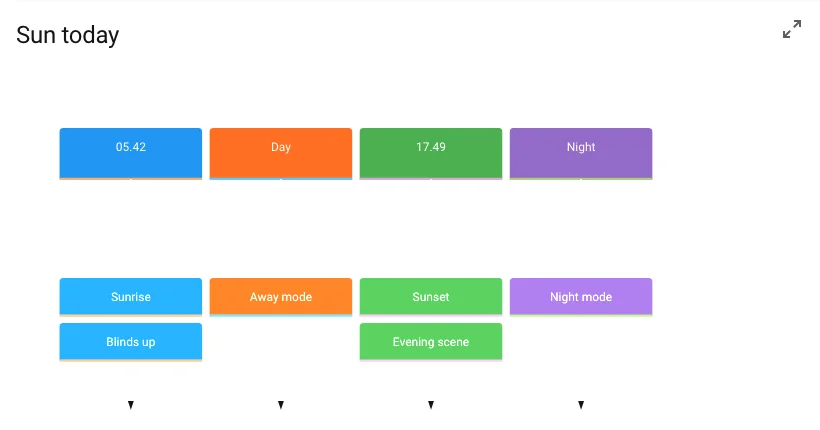 Sun today
05.42
Day
17.49
Night
Sunrise
Away mode
Sunset
Night mode
Blinds up
Evening scene